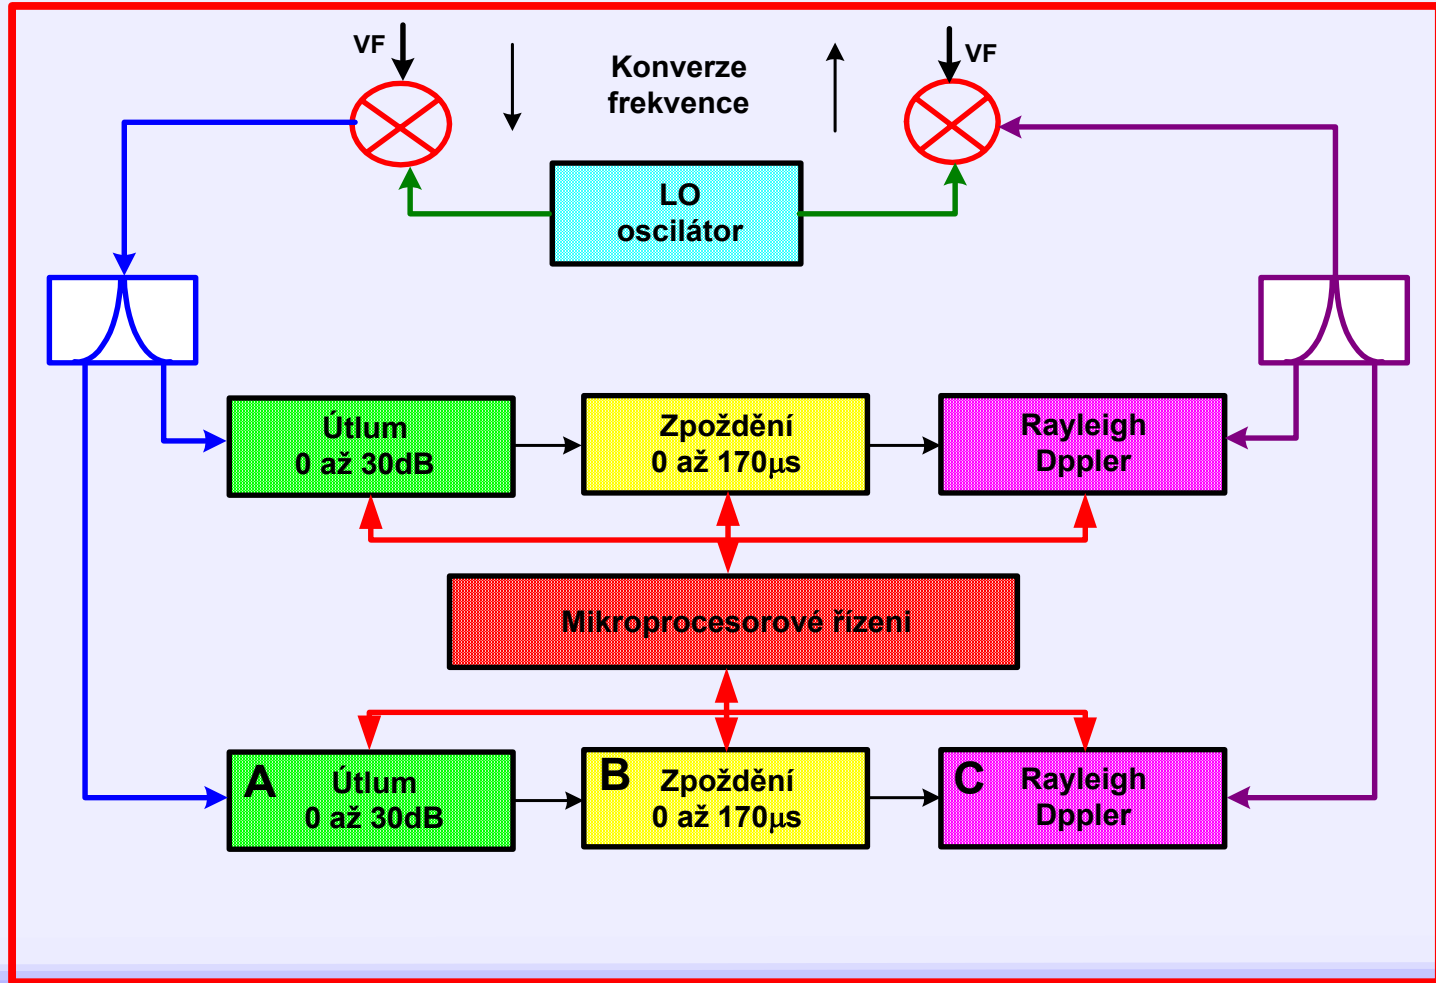 VF
VF
Konverze
frekvence
LO
oscilátor
Útlum
0 až 30dB
Zpoždění
0 až 170μs
Rayleigh
Dppler
Mikroprocesorové řízeni
A
Útlum
0 až 30dB
B
Zpoždění
0 až 170μs
C
Rayleigh
Dppler